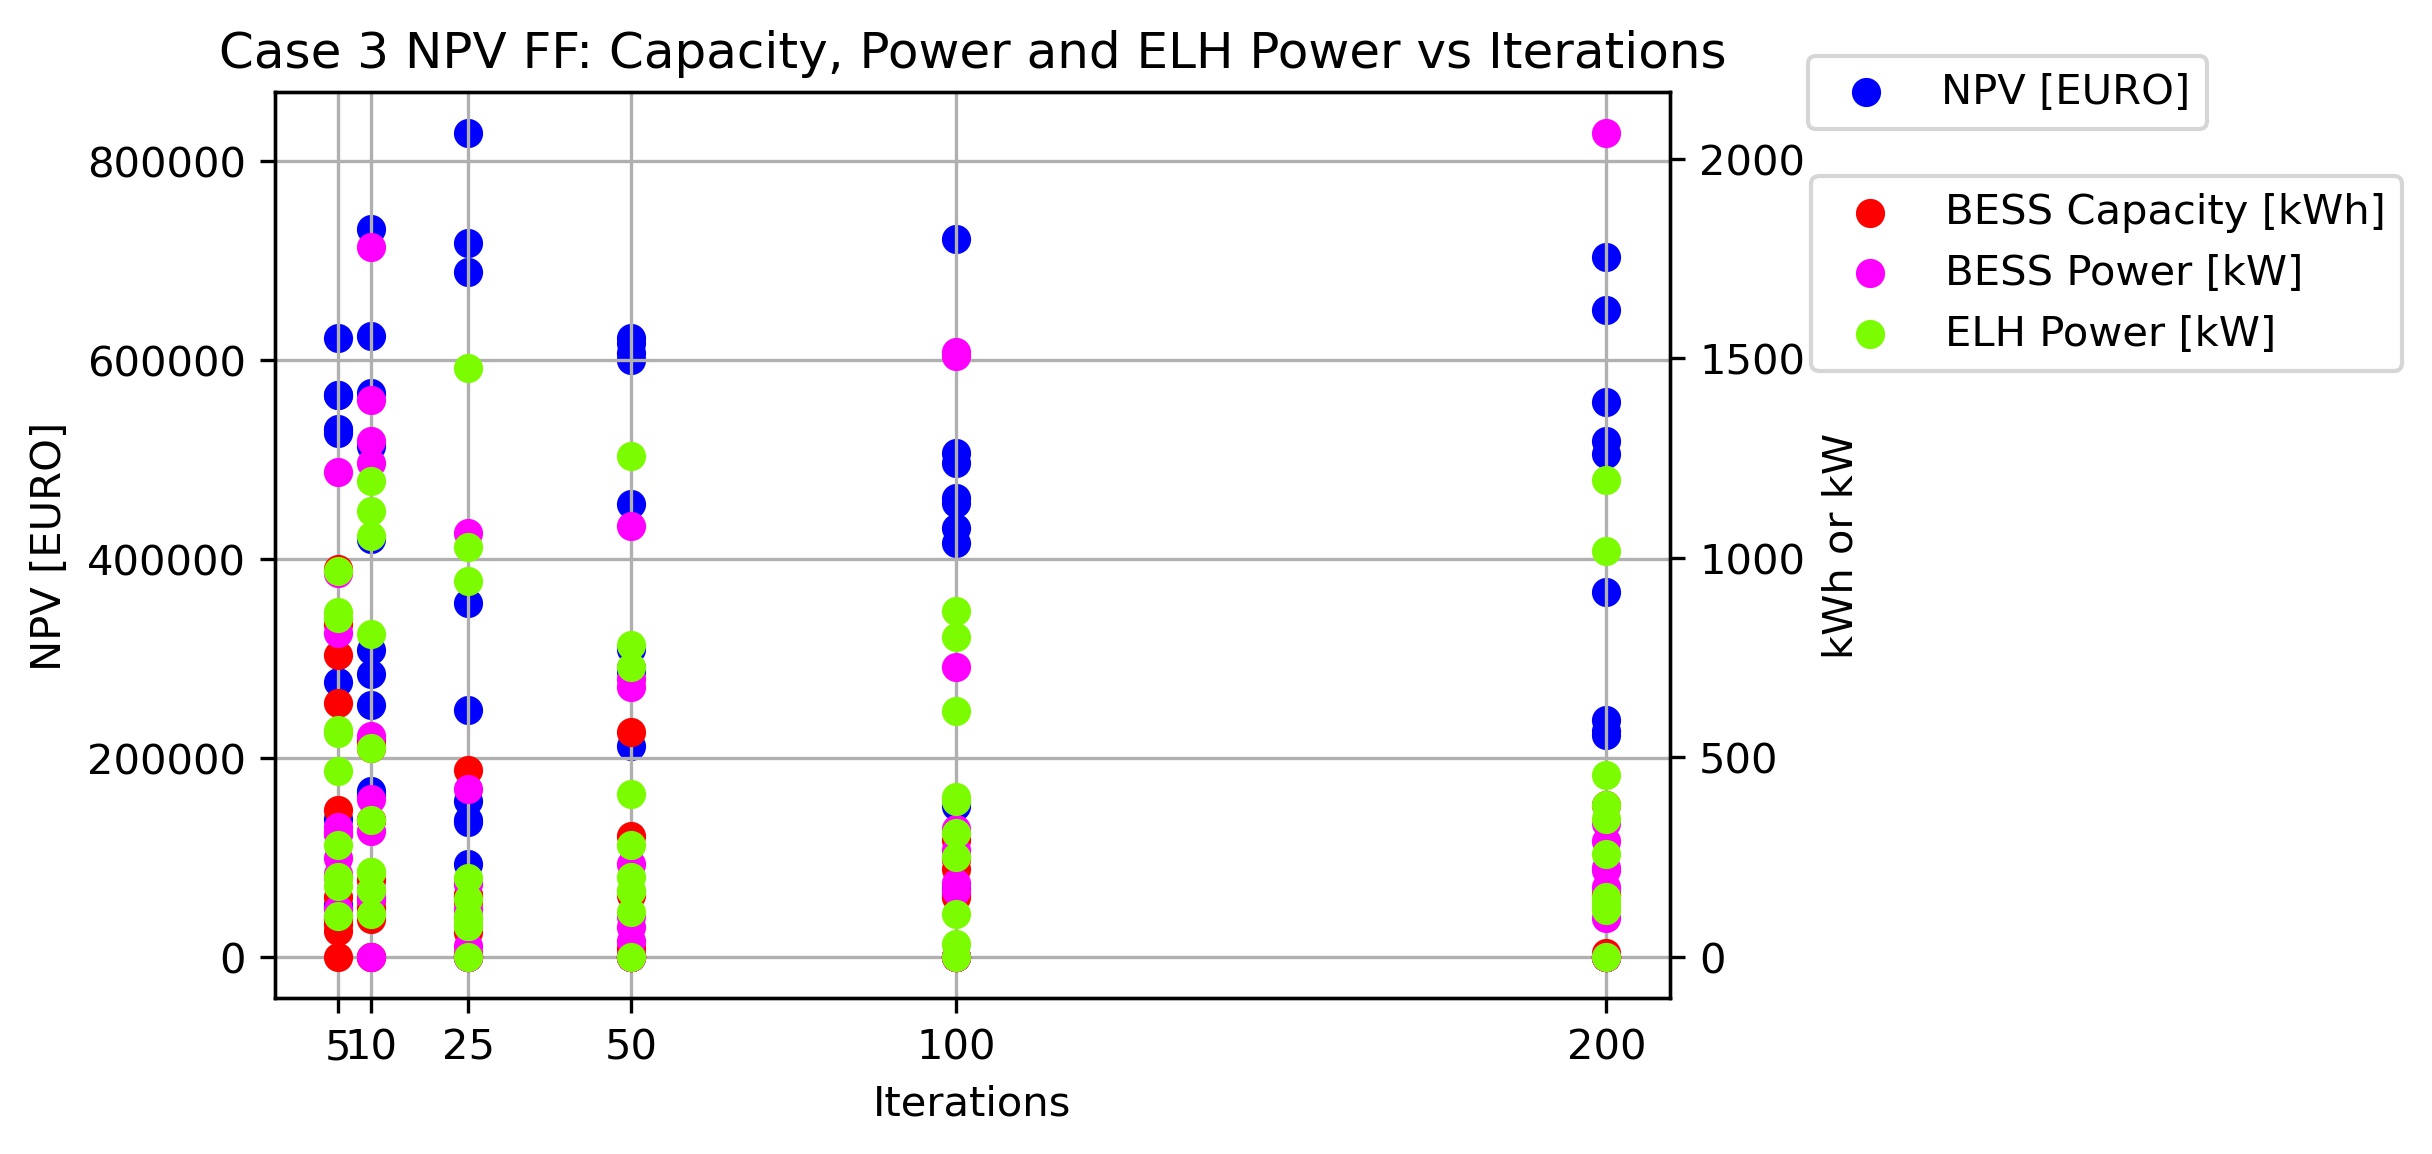 Case 3 NPV FF: Capacity, Power and ELH Power vs Iterations
NPV [EURO]
BESS Capacity [kWh]
BESS Power [kW]
ELH Power [kW]
800000
600000
400000
200000
0
NPV [EURO]
2000
1500
1000
500
0
kWh or kW
5 10 25 50 100 200
Iterations